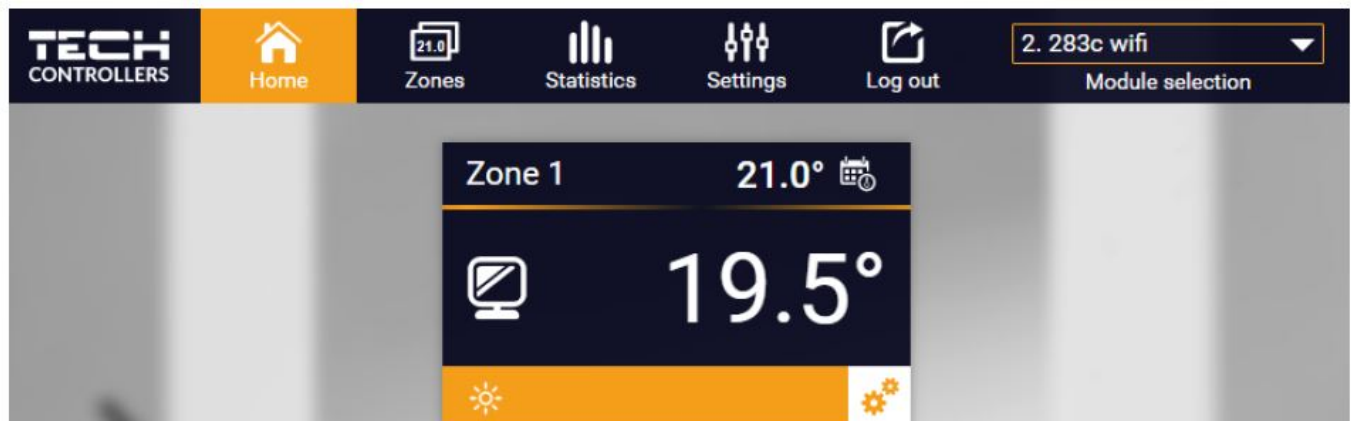 TECH
CONTROLLERS
Home
21.0
Zones
Statistics
Settings
Log out
2. 283c wifi
Module selection
Zone 1 21.0°
19.5°